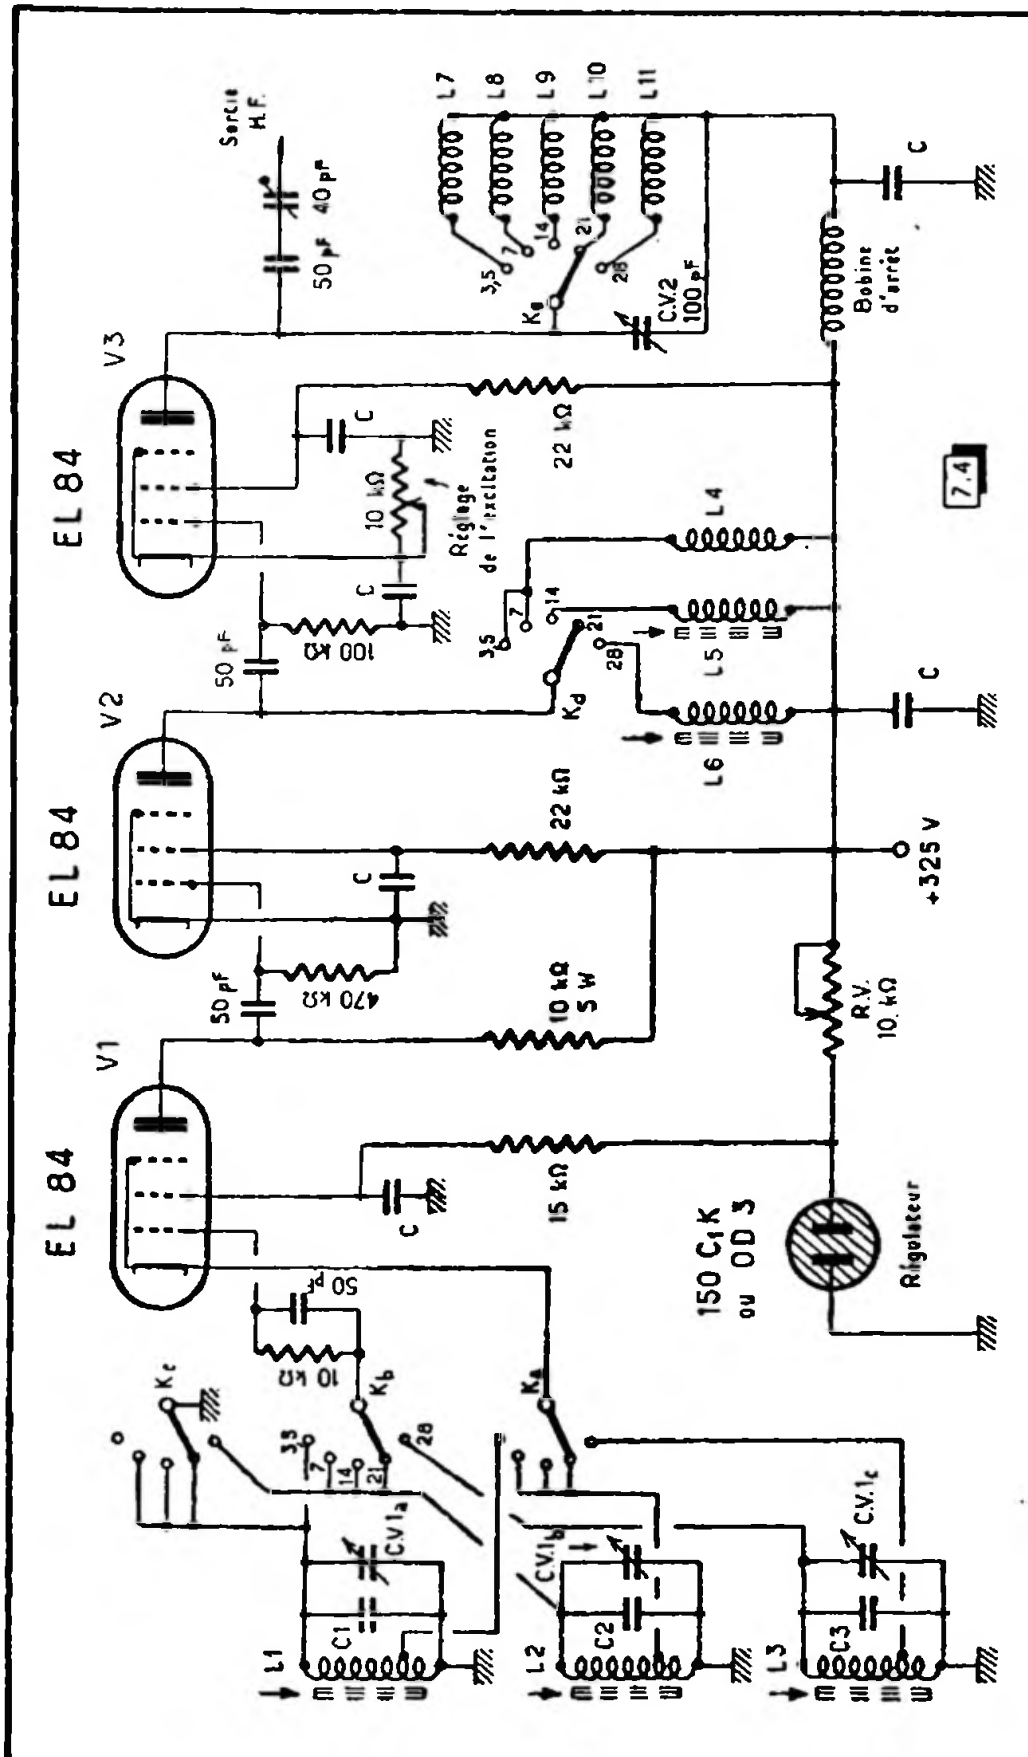 EL 84
V1
EL 84
V2
EL 84
V3
Sortie
H.F.
50 pF
40 pF
L7
L8
L9
L10
L11
3,5
7
14
21
28
C.V.2
100 pF
C
Bobine
d'arrêt
22 kΩ
C
10 kΩ
Réglage
de l'excitation
C
100 kΩ
50 pF
3,5
7
14
21
28
Kd
L4
L5
L6
C
7.4
22 kΩ
C
470 kΩ
50 pF
10 kΩ
5 W
+325 V
R.V.
10 kΩ
15 kΩ
C
150 C1 K
ou OD 3
Régulateur
50 pF
10 kΩ
Kc
Kb
Ka
3,5
7
14
21
28
C.V.1a
C1
L1
C.V.1b
C2
L2
C.V.1c
C3
L3